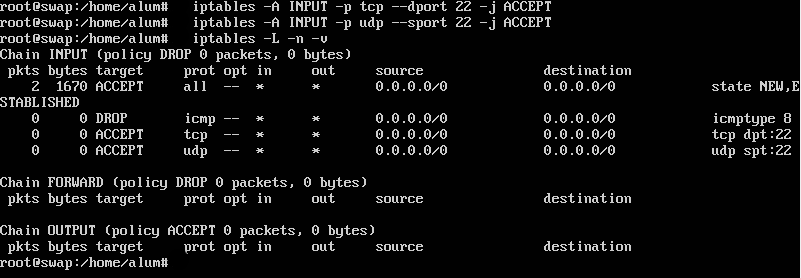 root@swap:/home/alum#   iptables -A INPUT -p tcp --dport 22 -j ACCEPT
root@swap:/home/alum#   iptables -A INPUT -p udp --sport 22 -j ACCEPT
root@swap:/home/alum#   iptables -L -n -v
Chain INPUT (policy DROP 0 packets, 0 bytes)
 pkts bytes target     prot opt in     out     source               destination
    2  1670 ACCEPT     all  --  *      *       0.0.0.0/0            0.0.0.0/0            state NEW,E
STABLISHED
    0     0 DROP       icmp --  *      *       0.0.0.0/0            0.0.0.0/0            icmptype 8
    0     0 ACCEPT     tcp  --  *      *       0.0.0.0/0            0.0.0.0/0            tcp dpt:22
    0     0 ACCEPT     udp  --  *      *       0.0.0.0/0            0.0.0.0/0            udp spt:22
Chain FORWARD (policy DROP 0 packets, 0 bytes)
 pkts bytes target     prot opt in     out     source               destination
Chain OUTPUT (policy ACCEPT 0 packets, 0 bytes)
 pkts bytes target     prot opt in     out     source               destination
root@swap:/home/alum#